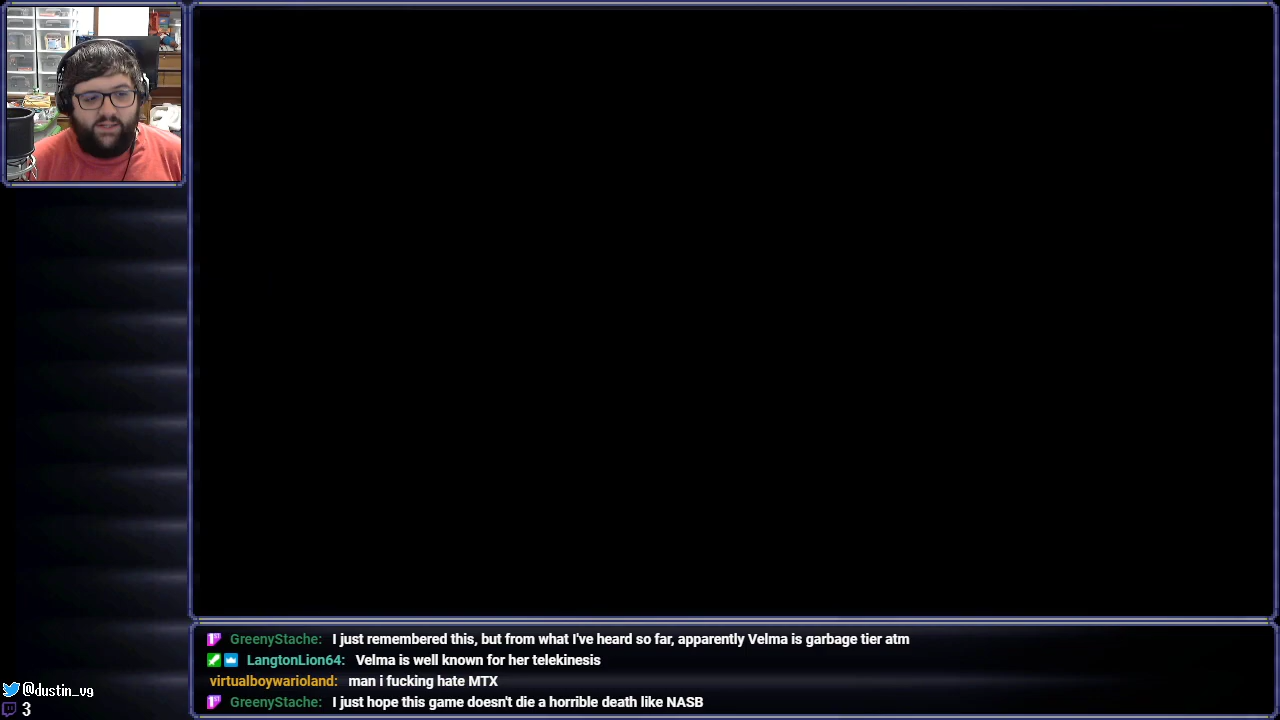 GreenyStache: I just remembered this, but from what I've heard so far, apparently Velma is garbage tier atm
LangtonLion64: Velma is well known for her telekinesis
virtualboywarioland: man i fucking hate MTX
GreenyStache: I just hope this game doesn't die a horrible death like NASB
@dustin_vg
3